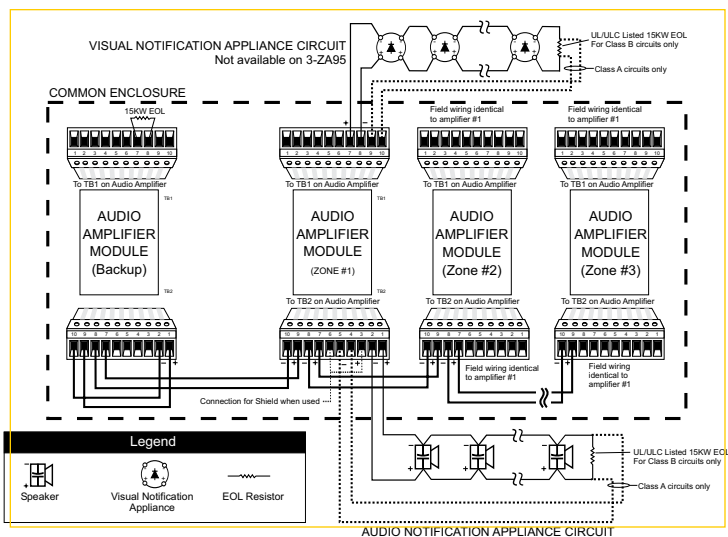 VISUAL NOTIFICATION APPLIANCE CIRCUIT
Not available on 3-ZA95
UL/ULC Listed 15KW EOL
For Class B circuits only
Class A circuits only
COMMON ENCLOSURE
15KW EOL
+ −
Field wiring identical
to amplifier #1
Field wiring identical
to amplifier #1
1 2 3 4 5 6 7 8 9 10
1 2 3 4 5 6 7 8 9 10
1 2 3 4 5 6 7 8 9 10
1 2 3 4 5 6 7 8 9 10
To TB1 on Audio Amplifier
To TB1 on Audio Amplifier
To TB1 on Audio Amplifier
To TB1 on Audio Amplifier
TB1
AUDIO
AMPLIFIER
MODULE
(Backup)
TB2
TB1
AUDIO
AMPLIFIER
MODULE
(ZONE #1)
TB2
AUDIO
AMPLIFIER
MODULE
(Zone #2)
AUDIO
AMPLIFIER
MODULE
(Zone #3)
To TB2 on Audio Amplifier
To TB2 on Audio Amplifier
To TB2 on Audio Amplifier
10 9 8 7 6 5 4 3 2 1
10 9 8 7 6 5 4 3 2 1
10 9 8 7 6 5 4 3 2 1
10 9 8 7 6 5 4 3 2 1
− + − +
− + − + − + − +
− + − +
− +
Field wiring identical
to amplifier #1
Field wiring
identical to
amplifier #1
Connection for Shield when used
Legend
Speaker
Visual Notification
Appliance
EOL Resistor
UL/ULC Listed 15KW EOL
For Class B circuits only
Class A circuits only
AUDIO NOTIFICATION APPLIANCE CIRCUIT